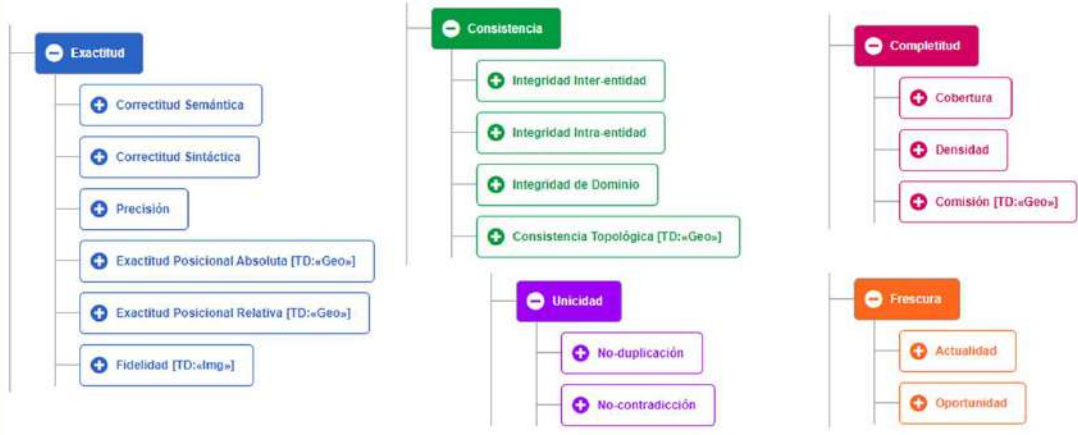 Exactitud
Correctitud Semántica
Correctitud Sintáctica
Precisión
Exactitud Posicional Absoluta [TD:«Geo»]
Exactitud Posicional Relativa [TD:«Geo»]
Fidelidad [TD:«Img»]
Consistencia
Integridad Inter-entidad
Integridad Intra-entidad
Integridad de Dominio
Consistencia Topológica [TD:«Geo»]
Unicidad
No-duplicación
No-contradicción
Completitud
Cobertura
Densidad
Comisión [TD:«Geo»]
Frescura
Actualidad
Oportunidad